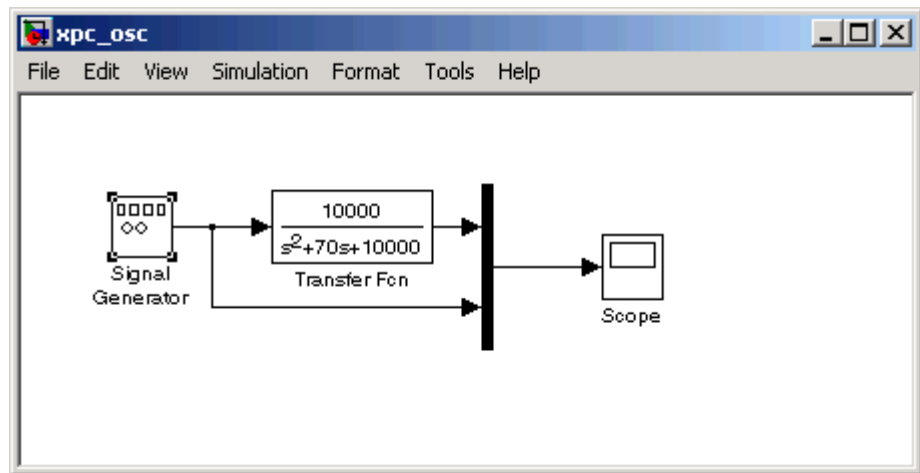 xpc_osc
File Edit View Simulation Format Tools Help
10000
s²+70s+10000
Transfer Fcn
Signal
Generator
Scope